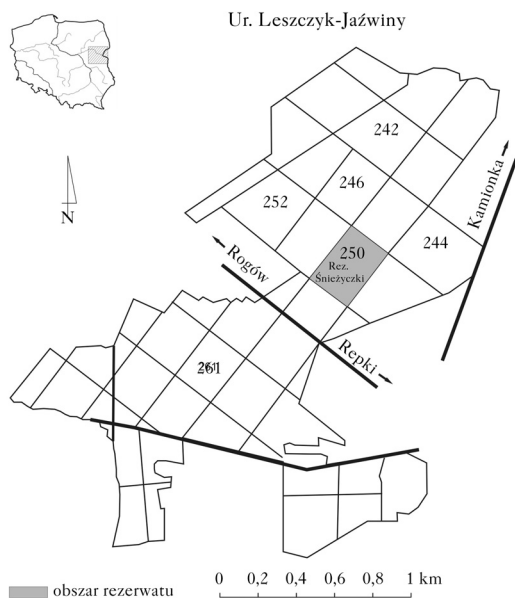 Ur. Leszczyk-Jaźwiny
N
242
246
252
250
Rez.
Śnieżyczki
244
Kamionka
Rogów
Repki
261
obszar rezerwatu
0 0,2 0,4 0,6 0,8 1 km